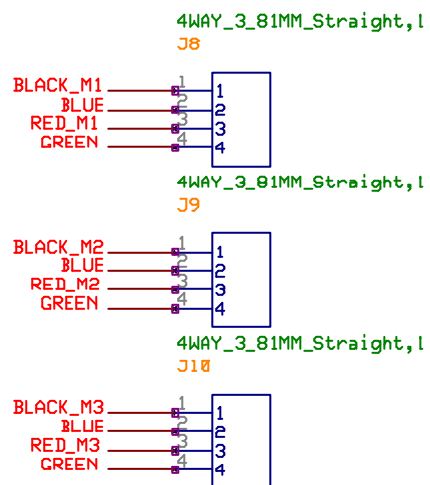 4WAY_3_81MM_Straight,L
J8
BLACK_M1 1 1
BLUE 2 2
RED_M1 3 3
GREEN 4 4
4WAY_3_81MM_Straight,L
J9
BLACK_M2 1 1
BLUE 2 2
RED_M2 3 3
GREEN 4 4
4WAY_3_81MM_Straight,L
J10
BLACK_M3 1 1
BLUE 2 2
RED_M3 3 3
GREEN 4 4